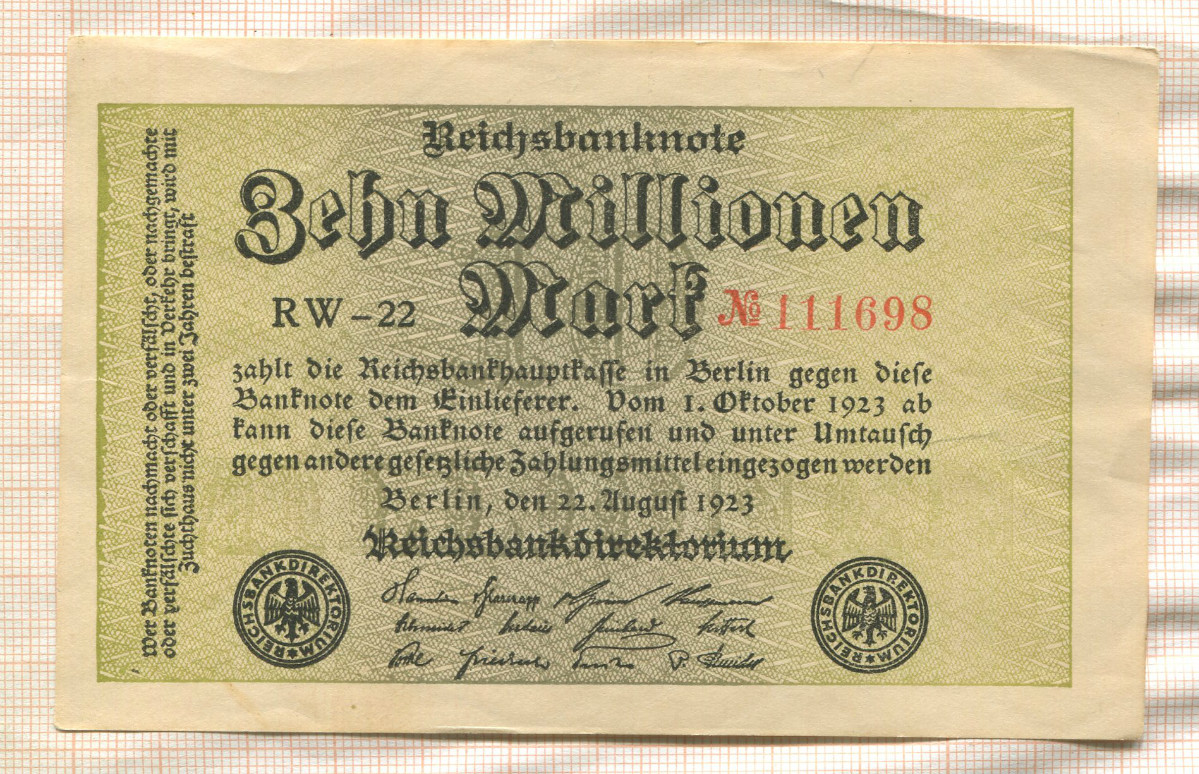 Reichsbanknote
Zehn Millionen
Mark
RW-22
№ 111698
zahlt die Reichsbankhauptkasse in Berlin gegen diese
Banknote dem Einlieferer. Vom 1. Oktober 1923 ab
kann diese Banknote aufgerufen und unter Umtausch
gegen andere gesetzliche Zahlungsmittel eingezogen werden
Berlin, den 22. August 1923
Reichsbankdirektorium
REICHSBANKDIREKTORIUM
REICHSBANKDIREKTORIUM
Wer Banknoten nachmacht oder verfälscht, oder nachgemachte
oder verfälschte sich verschafft und in Verkehr bringt, wird mit
Zuchthaus nicht unter zwei Jahren bestraft